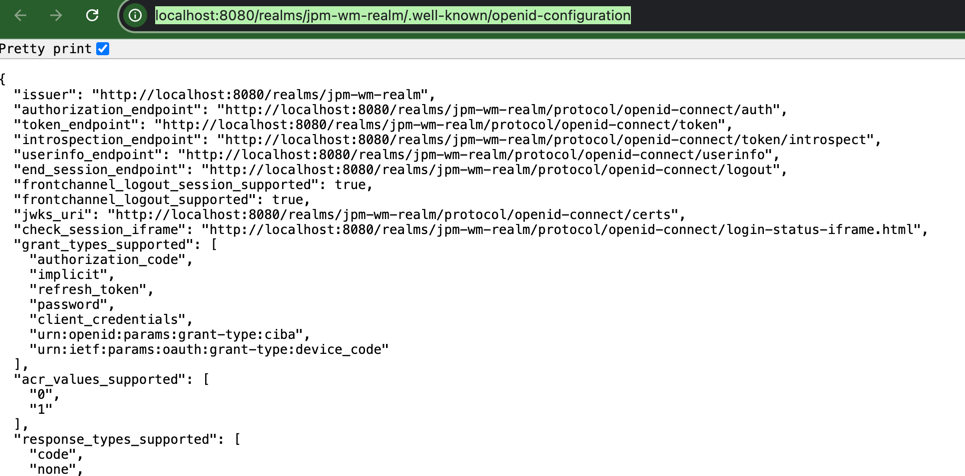 localhost:8080/realms/jpm-wm-realm/.well-known/openid-configuration
Pretty print
{
  "issuer": "http://localhost:8080/realms/jpm-wm-realm",
  "authorization_endpoint": "http://localhost:8080/realms/jpm-wm-realm/protocol/openid-connect/auth",
  "token_endpoint": "http://localhost:8080/realms/jpm-wm-realm/protocol/openid-connect/token",
  "introspection_endpoint": "http://localhost:8080/realms/jpm-wm-realm/protocol/openid-connect/token/introspect",
  "userinfo_endpoint": "http://localhost:8080/realms/jpm-wm-realm/protocol/openid-connect/userinfo",
  "end_session_endpoint": "http://localhost:8080/realms/jpm-wm-realm/protocol/openid-connect/logout",
  "frontchannel_logout_session_supported": true,
  "frontchannel_logout_supported": true,
  "jwks_uri": "http://localhost:8080/realms/jpm-wm-realm/protocol/openid-connect/certs",
  "check_session_iframe": "http://localhost:8080/realms/jpm-wm-realm/protocol/openid-connect/login-status-iframe.html",
  "grant_types_supported": [
    "authorization_code",
    "implicit",
    "refresh_token",
    "password",
    "client_credentials",
    "urn:openid:params:grant-type:ciba",
    "urn:ietf:params:oauth:grant-type:device_code"
  ],
  "acr_values_supported": [
    "0",
    "1"
  ],
  "response_types_supported": [
    "code",
    "none",